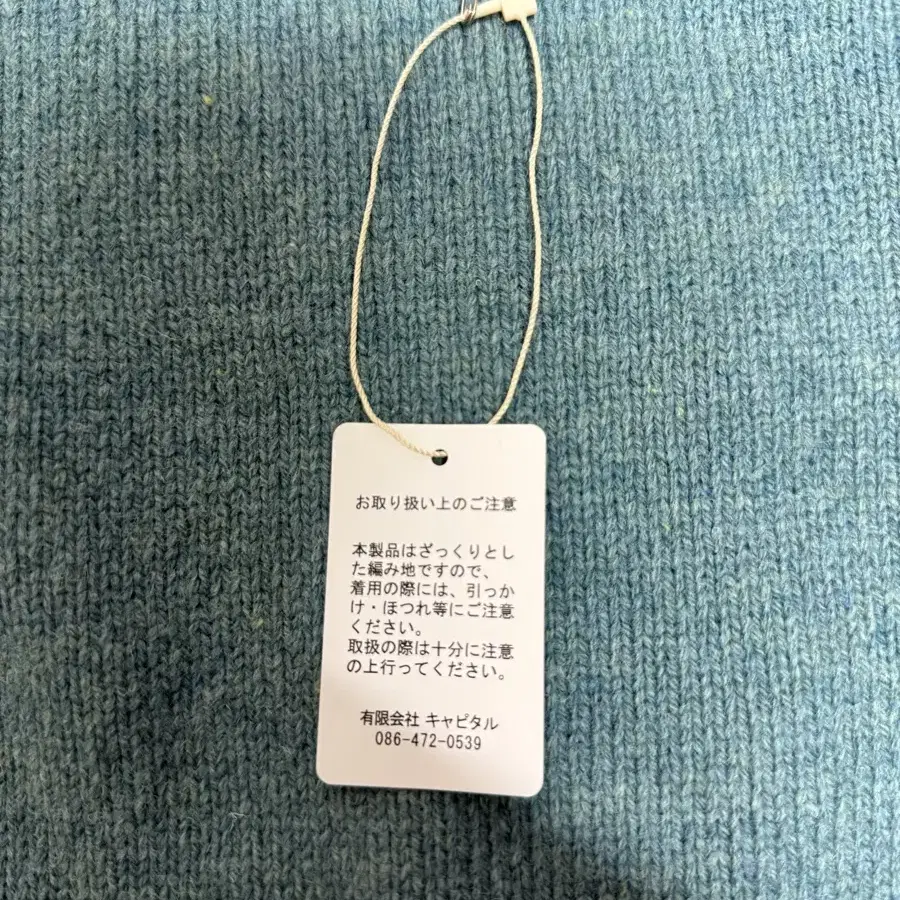 お取り扱い上のご注意
本製品はざっくりとし
た編み地ですので、
着用の際には、引っか
け・ほつれ等にご注意
ください。
取扱の際は十分に注意
の上行ってください。
有限会社 キャピタル
086-472-0539